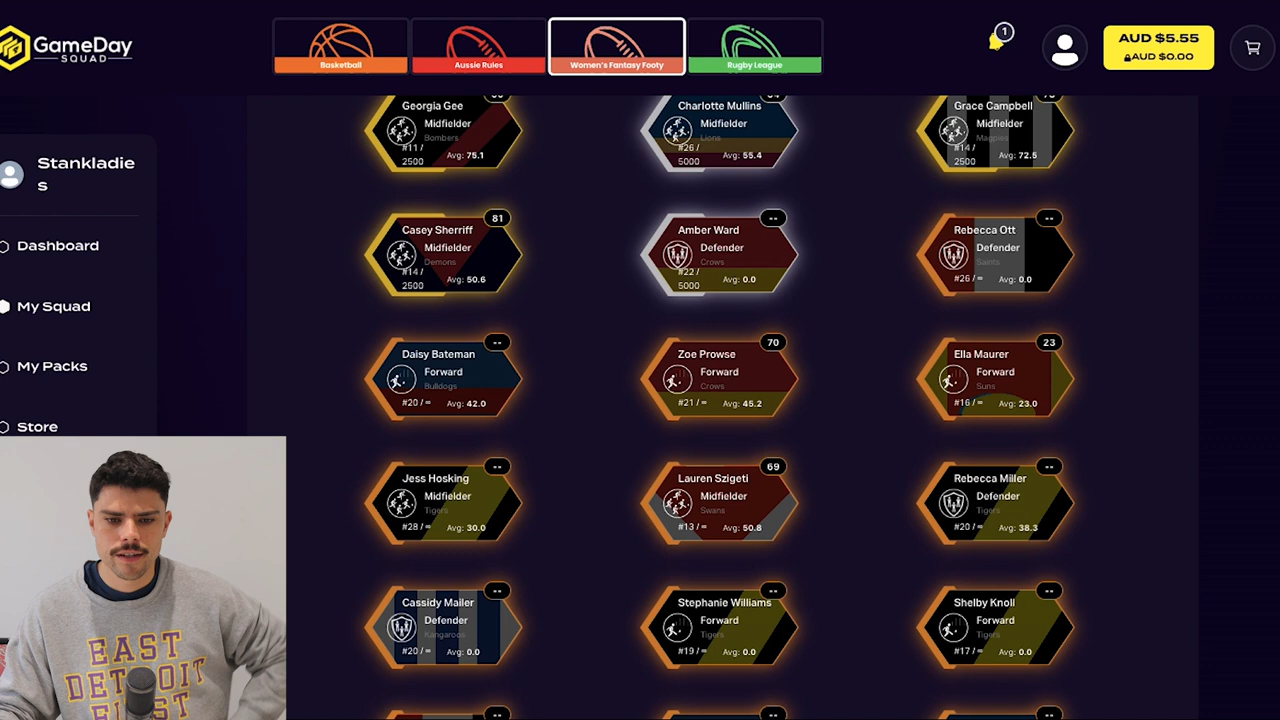 GameDay
SQUAD
Basketball
Aussie Rules
Women's Fantasy Footy
Rugby League
1
AUD $5.55
AUD $0.00
Stankladie
s
Dashboard
My Squad
My Packs
Store
Georgia Gee
Midfielder
Bombers
#11 /
2500
Avg: 75.1
Charlotte Mullins
Midfielder
Lions
#26 /
5000
Avg: 55.4
Grace Campbell
Midfielder
Magpies
#14 /
2500
Avg: 72.5
81
Casey Sherriff
Midfielder
Demons
#14 /
2500
Avg: 50.6
--
Amber Ward
Defender
Crows
#22 /
5000
Avg: 0.0
--
Rebecca Ott
Defender
Saints
#26 / ∞
Avg: 0.0
--
Daisy Bateman
Forward
Bulldogs
#20 / ∞
Avg: 42.0
70
Zoe Prowse
Forward
Crows
#21 / ∞
Avg: 45.2
23
Ella Maurer
Forward
Suns
#16 / ∞
Avg: 23.0
--
Jess Hosking
Midfielder
Tigers
#28 / ∞
Avg: 30.0
69
Lauren Szigeti
Midfielder
Swans
#13 / ∞
Avg: 50.8
--
Rebecca Miller
Defender
Tigers
#20 / ∞
Avg: 38.3
--
Cassidy Mailer
Defender
Kangaroos
#20 / ∞
Avg: 0.0
--
Stephanie Williams
Forward
Tigers
#19 / ∞
Avg: 0.0
--
Shelby Knoll
Forward
Tigers
#17 / ∞
Avg: 0.0
--
--
--
EAST
DETROIT
FIRST